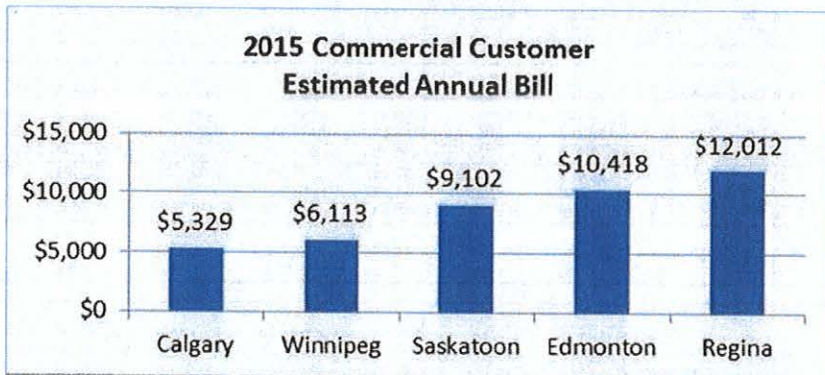 2015 Commercial Customer
Estimated Annual Bill
$15,000
$10,000
$5,000
$0
$5,329
$6,113
$9,102
$10,418
$12,012
Calgary
Winnipeg
Saskatoon
Edmonton
Regina